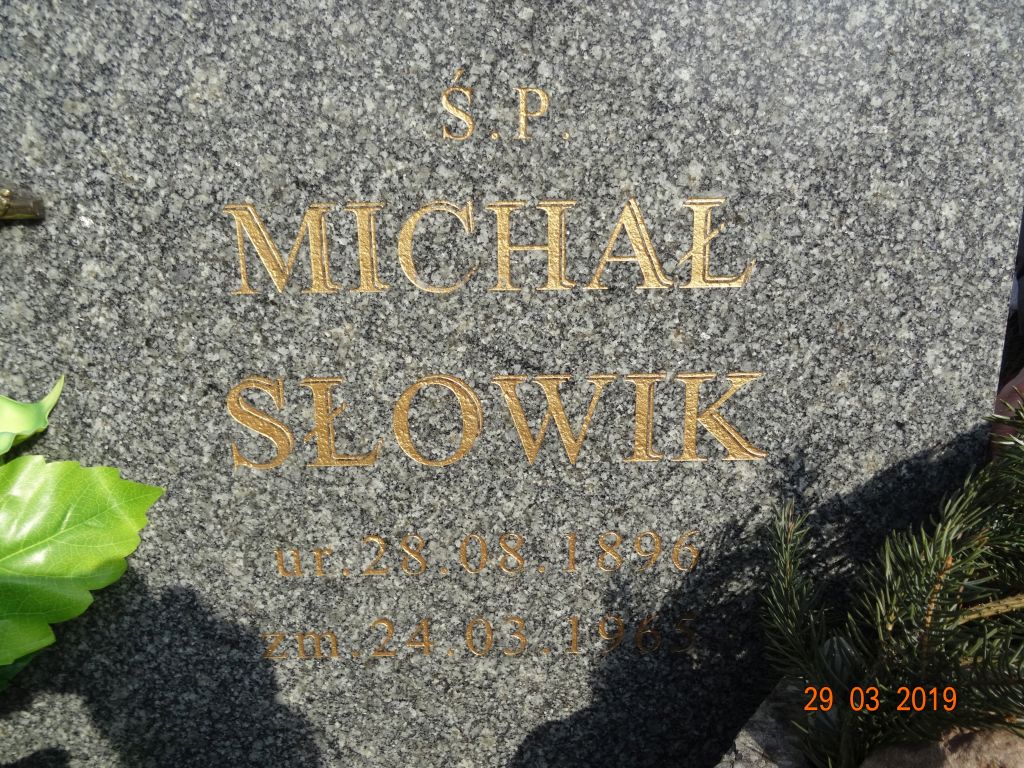 Ś.P.
MICHAŁ
SŁOWIK
ur.28.08.1896
zm.24.03.1965
29 03 2019